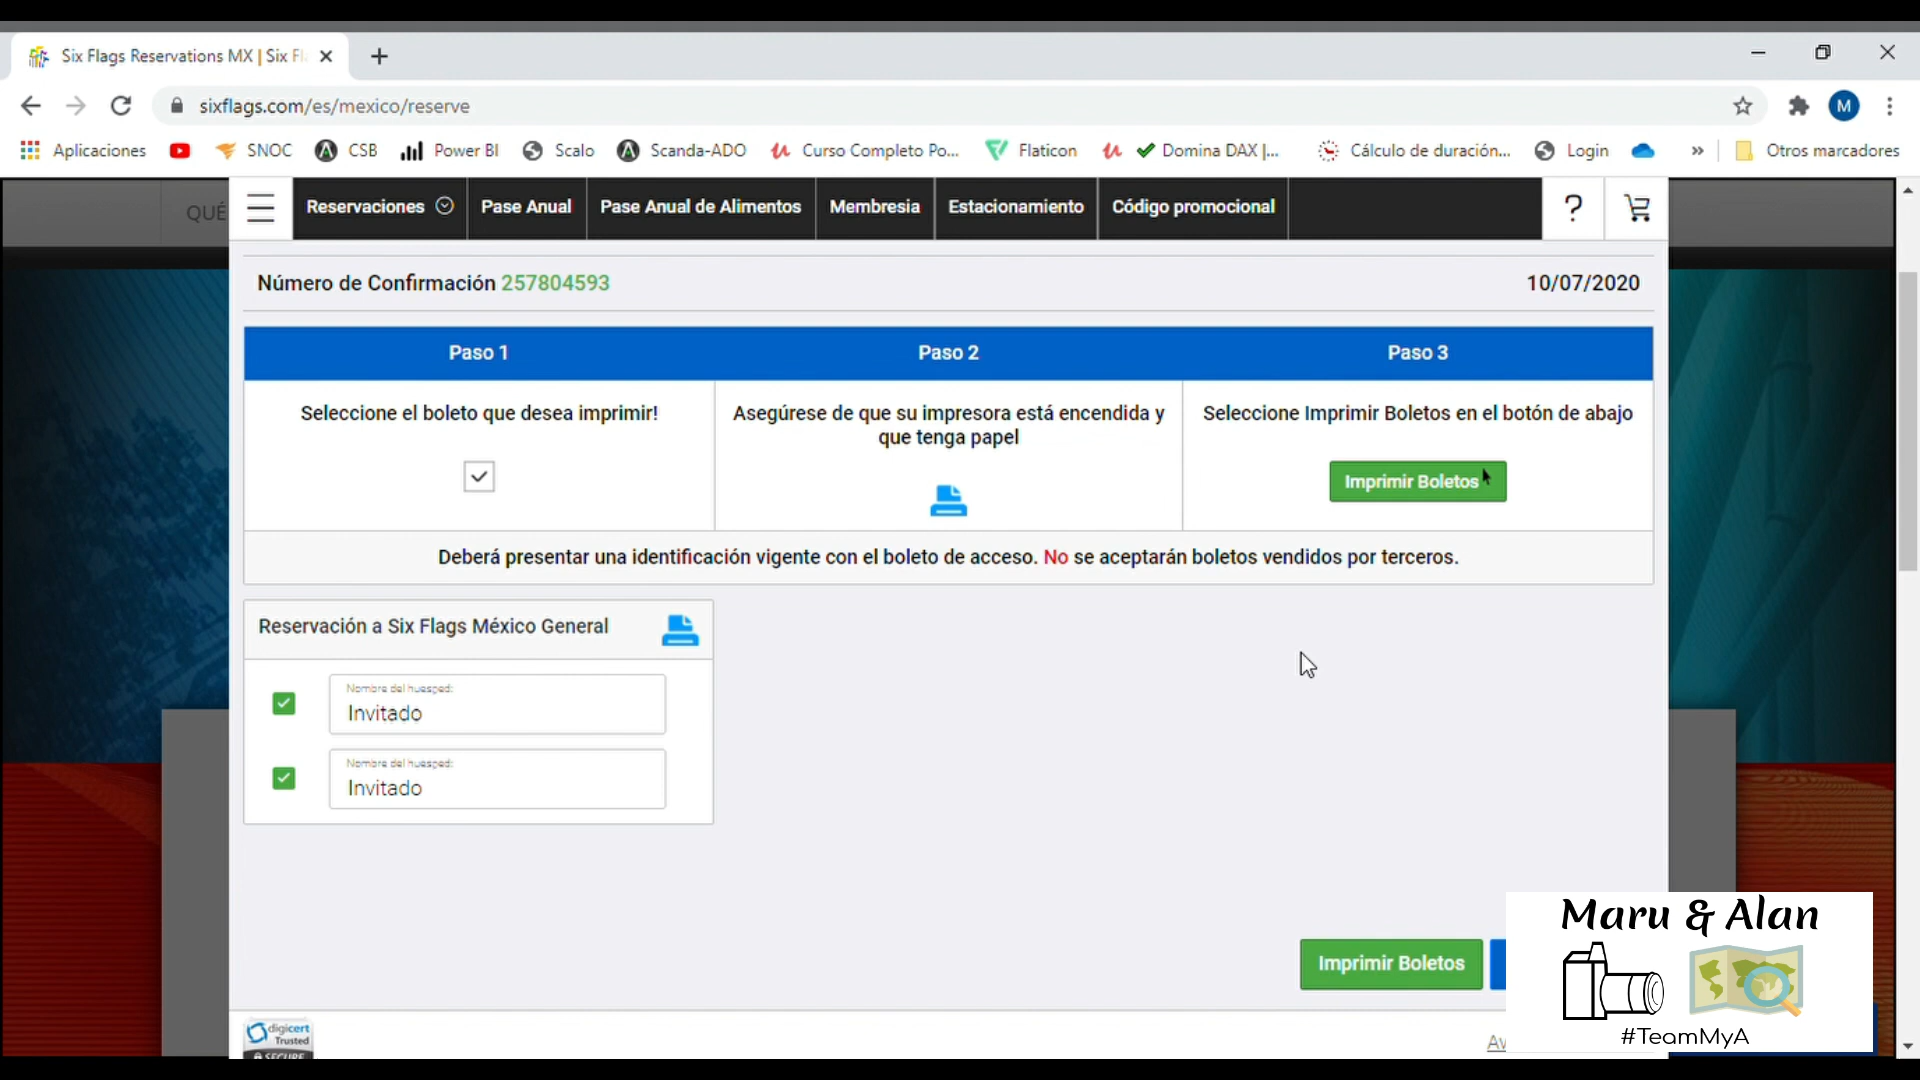 Six Flags Reservations MX | Six Fl
sixflags.com/es/mexico/reserve
M
Aplicaciones SNOC CSB Power BI Scalo Scanda-ADO Curso Completo Po... Flaticon Domina DAX |... Cálculo de duración... Login » Otros marcadores
QUÉ
Reservaciones Pase Anual Pase Anual de Alimentos Membresia Estacionamiento Código promocional ?
Número de Confirmación 257804593 10/07/2020
Paso 1 Paso 2 Paso 3
Seleccione el boleto que desea imprimir! Asegúrese de que su impresora está encendida y Seleccione Imprimir Boletos en el botón de abajo
que tenga papel
Imprimir Boletos
Deberá presentar una identificación vigente con el boleto de acceso. No se aceptarán boletos vendidos por terceros.
Reservación a Six Flags México General
Nombre del huesped:
Invitado
Nombre del huesped:
Invitado
Imprimir Boletos
Maru & Alan
#TeamMyA
digicert
Trusted
SECURE
Av